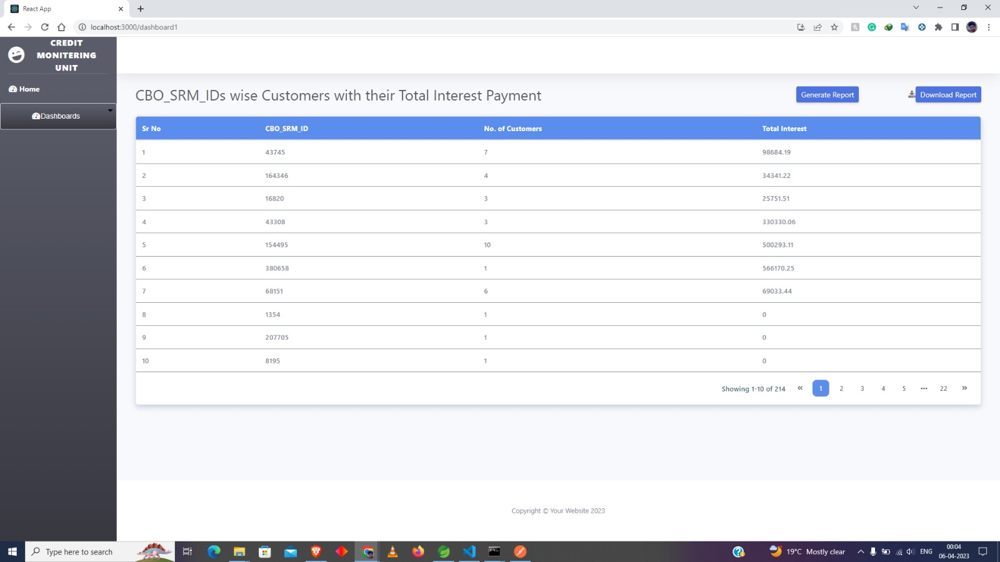 React App
localhost:3000/dashboard1
CREDIT
MONITERING
UNIT
Home
Dashboards
CBO_SRM_IDs wise Customers with their Total Interest Payment
Generate Report
Download Report
Sr No CBO_SRM_ID No. of Customers Total Interest
1 43745 7 98684.19
2 164346 4 34341.22
3 16820 3 25751.51
4 43308 3 330330.06
5 154495 10 500293.11
6 380658 1 566170.25
7 68151 6 69033.44
8 1354 1 0
9 207705 1 0
10 8195 1 0
Showing 1-10 of 214 « 1 2 3 4 5 ••• 22 »
Copyright © Your Website 2023
Type here to search
19°C Mostly clear
ENG
00:04
06-04-2023